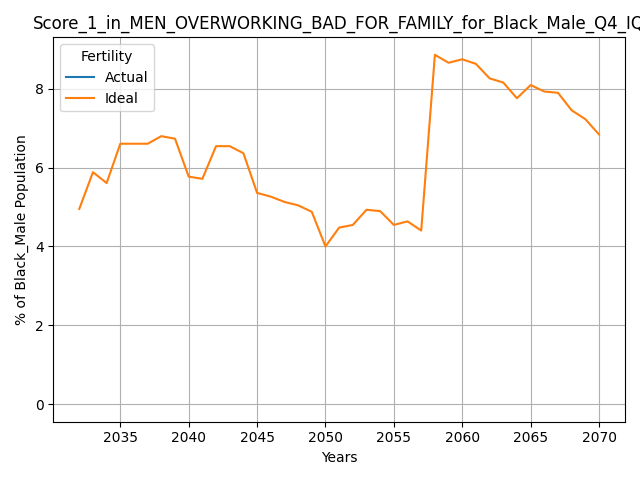 Score_1_in_MEN_OVERWORKING_BAD_FOR_FAMILY_for_Black_Male_Q4_IQ
Fertility
Actual
Ideal
% of Black_Male Population
8
6
4
2
0
2035 2040 2045 2050 2055 2060 2065 2070
Years